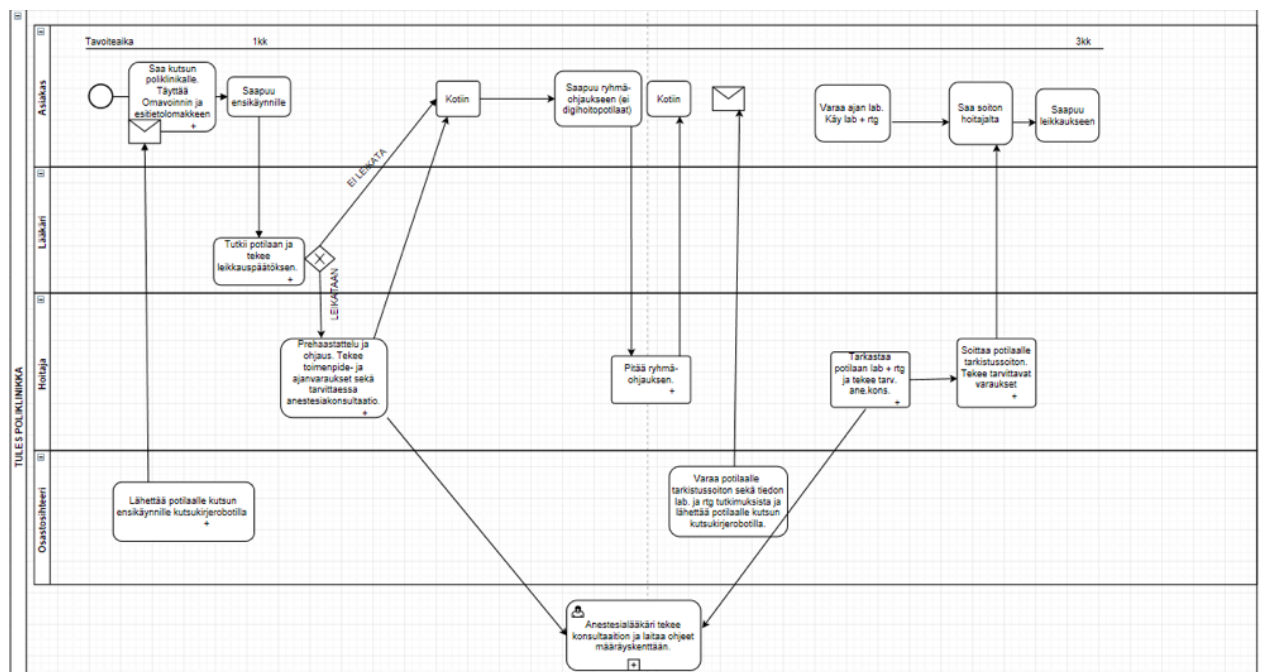 TULES POLIKLINIKKA
Asiakas
Tavoiteaika
1kk
3kk
Saa kutsun
poliklinikalle.
Täyttää
Omavoinnin ja
esitietolomakkeen
Saapuu
ensikäynnille
Kotiin
Saapuu ryhmä-
ohjaukseen (ei
digihoitopotilaat)
Kotiin
Varaa ajan lab.
Käy lab + rtg
Saa soiton
hoitajalta
Saapuu
leikkaukseen
EI LEIKATA
Lääkäri
Tutkii potilaan ja
tekee
leikkauspäätöksen.
LEIKATAAN
Hoitaja
Prehaastattelu ja
ohjaus. Tekee
toimenpide- ja
ajanvaraukset sekä
tarvittaessa
anestesiakonsultaatio.
Pitää ryhmä-
ohjauksen.
Tarkastaa
potilaan lab + rtg
ja tekee tarv.
ane.kons.
Soittaa potilaalle
tarkistussoiton.
Tekee tarvittavat
varaukset
Osastosihteeri
Lähettää potilaalle kutsun
ensikäynnille kutsukirjerobotilla
Varaa potilaalle
tarkistussoiton sekä tiedon
lab. ja rtg tutkimuksista ja
lähettää potilaalle kutsun
kutsukirjerobotilla.
Anestesialääkäri tekee
konsultaation ja laitaa ohjeet
määräyskenttään.